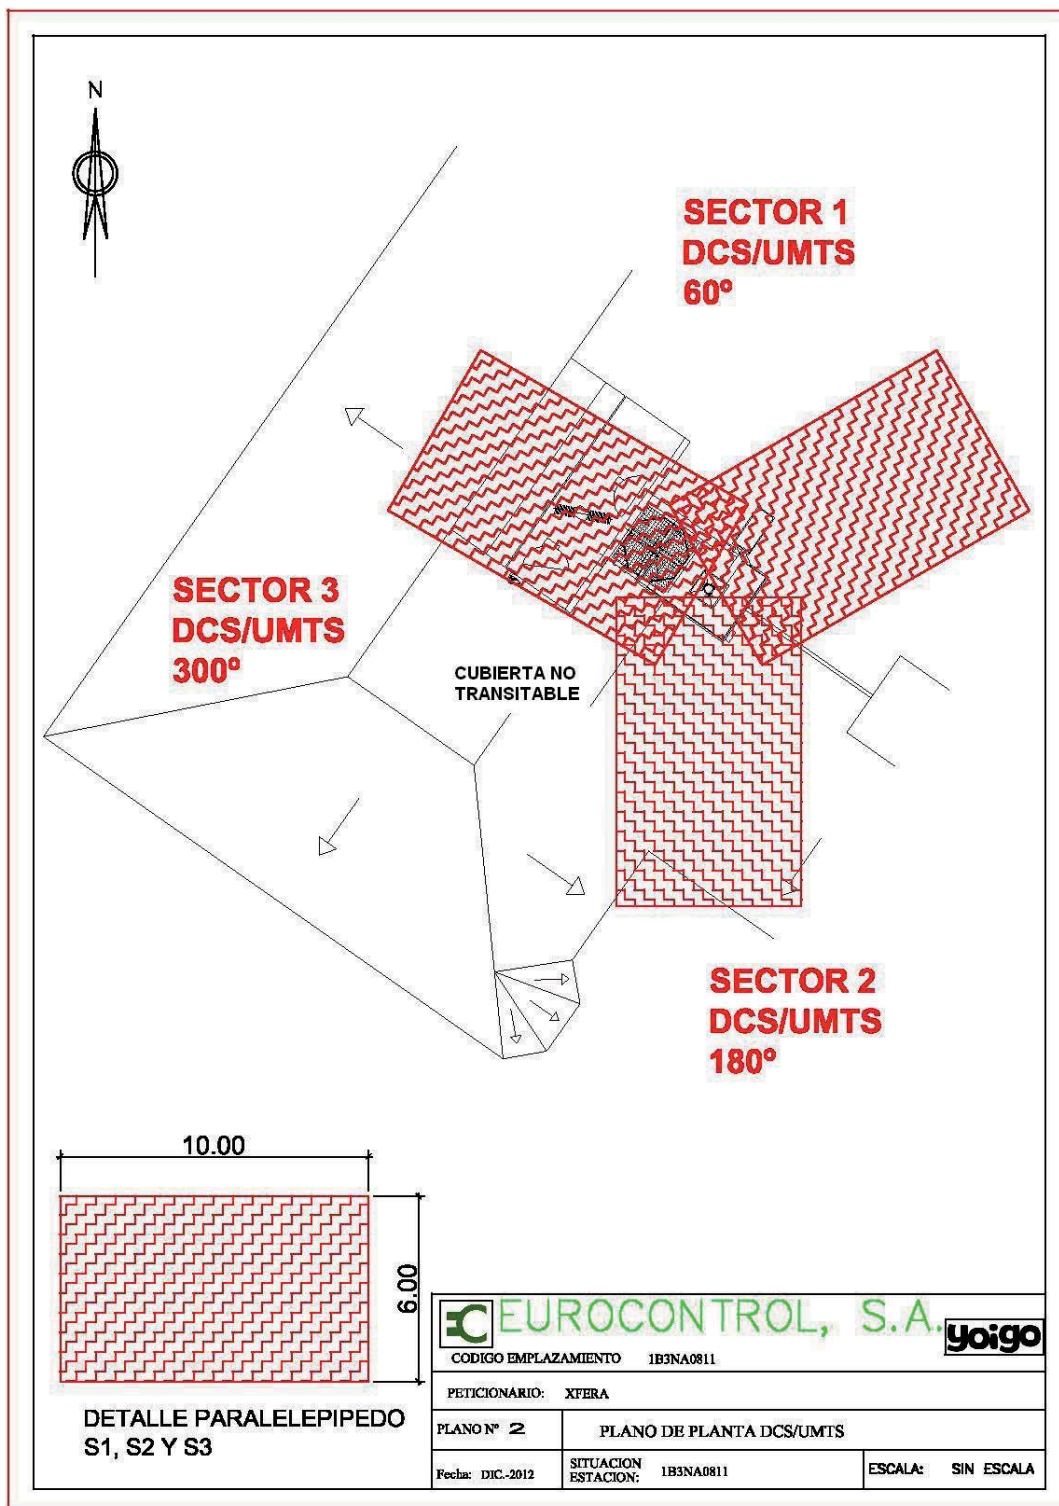 N
SECTOR 1
DCS/UMTS
60º
SECTOR 3
DCS/UMTS
300º
CUBIERTA NO
TRANSITABLE
SECTOR 2
DCS/UMTS
180º
10.00
6.00
DETALLE PARALELEPIPEDO
S1, S2 Y S3
EUROCONTROL, S.A.
yoigo
CODIGO EMPLAZAMIENTO 1B3NA0811
PETICIONARIO: XFERA
PLANO Nº 2
PLANO DE PLANTA DCS/UMTS
Fecha: DIC.-2012
SITUACION
ESTACION: 1B3NA0811
ESCALA: SIN ESCALA